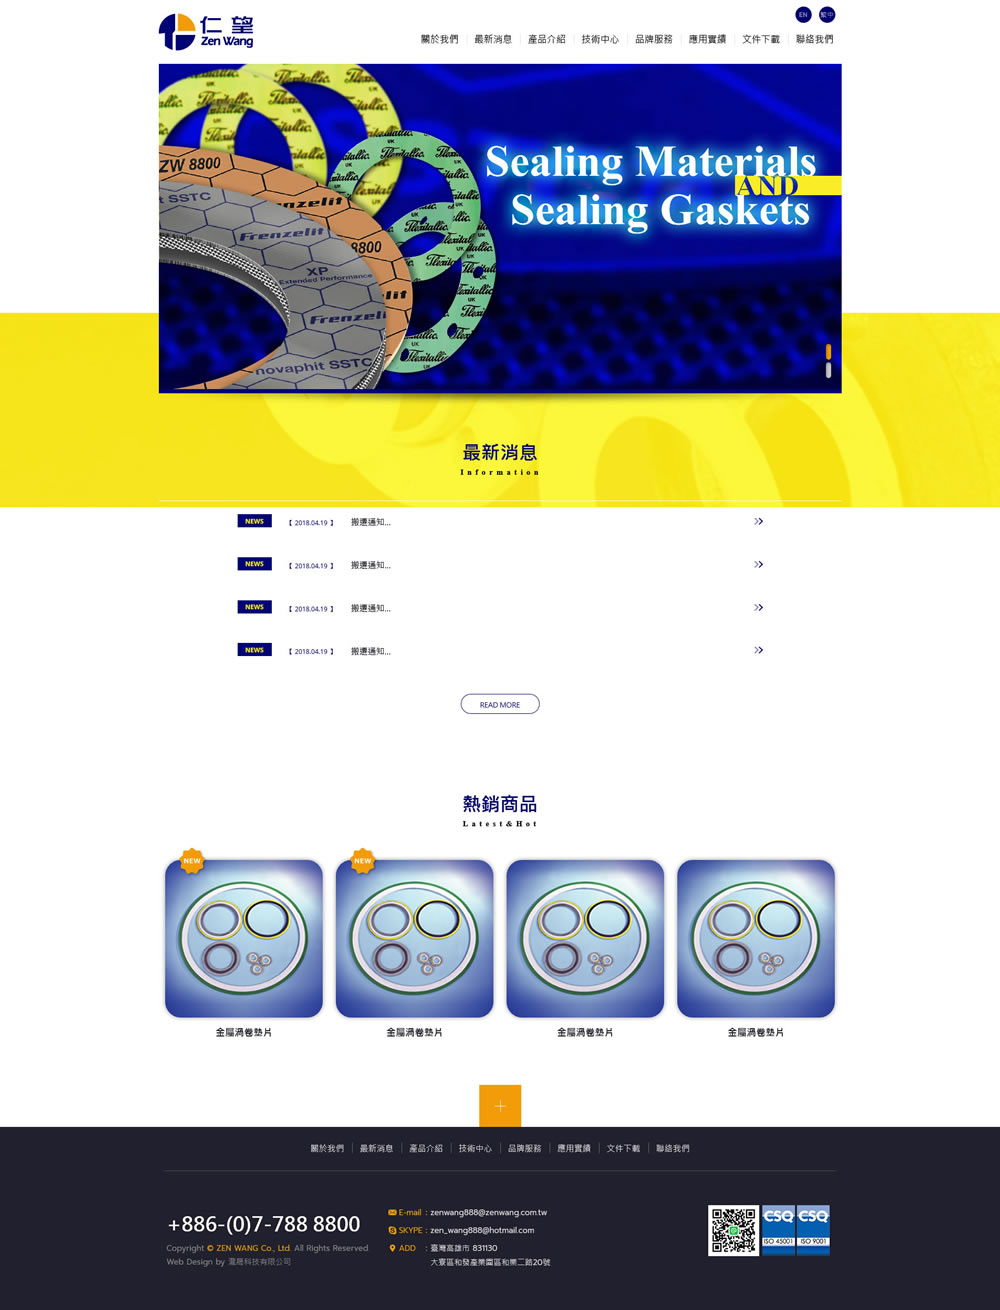 EN 繁中
仁望
Zen Wang
關於我們 最新消息 產品介紹 技術中心 品牌服務 應用實績 文件下載 聯絡我們
Sealing Materials
AND
Sealing Gaskets
ZW 8800
SSTC
Frenzelit
8800
XP
Extended Performance
Frenzelit
novaphit SSTC
Flexitallic
UK
最新消息
Information
NEWS 【 2018.04.19 】 搬遷通知...
NEWS 【 2018.04.19 】 搬遷通知...
NEWS 【 2018.04.19 】 搬遷通知...
NEWS 【 2018.04.19 】 搬遷通知...
READ MORE
熱銷商品
Latest&Hot
NEW NEW
金屬渦卷墊片 金屬渦卷墊片 金屬渦卷墊片 金屬渦卷墊片
關於我們 最新消息 產品介紹 技術中心 品牌服務 應用實績 文件下載 聯絡我們
+886-(0)7-788 8800
Copyright © ZEN WANG Co., Ltd. All Rights Reserved.
Web Design by 瀧晟科技有限公司
E-mail : zenwang888@zenwang.com.tw
SKYPE : zen_wang888@hotmail.com
ADD : 臺灣高雄市 831130
大寮區和發產業園區和業二路20號
CSQ CSQ
ISO 45001 ISO 9001